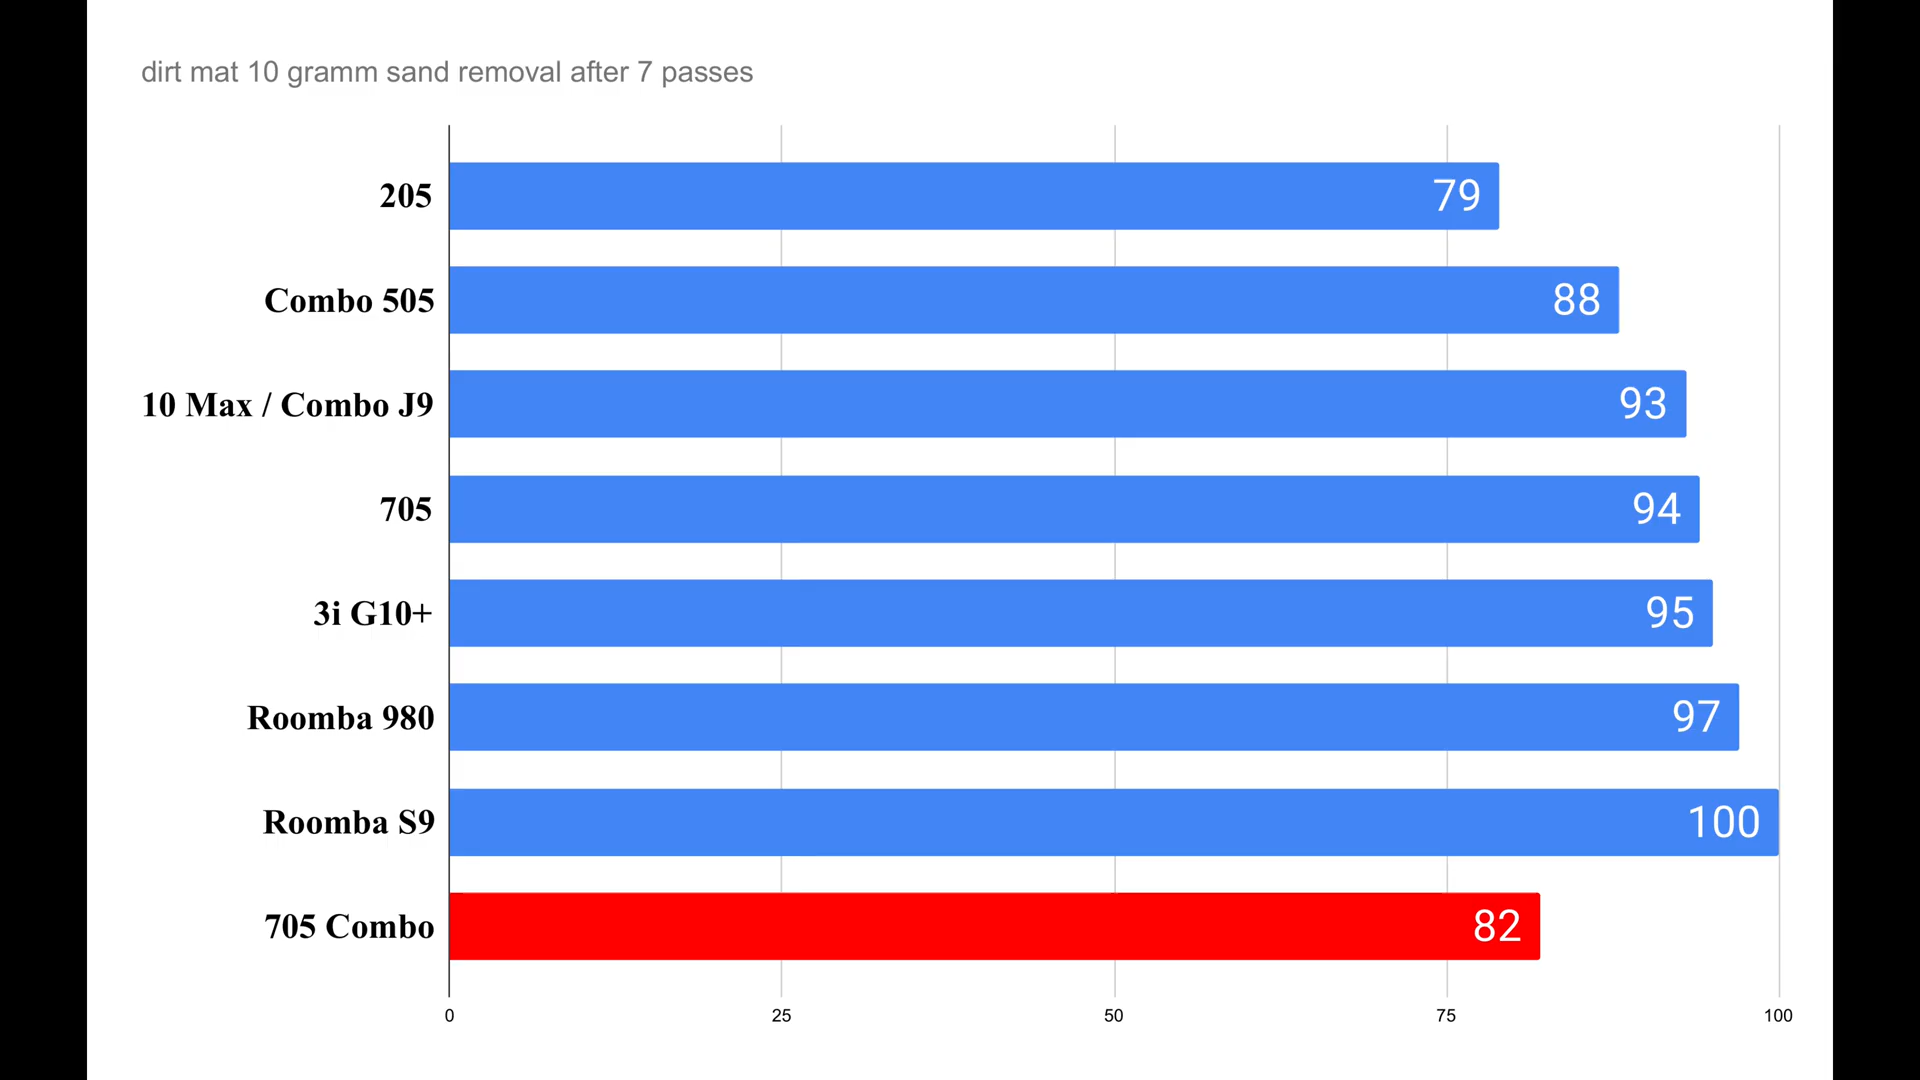 dirt mat 10 gramm sand removal after 7 passes
205 79
Combo 505 88
10 Max / Combo J9 93
705 94
3i G10+ 95
Roomba 980 97
Roomba S9 100
705 Combo 82
0 25 50 75 100